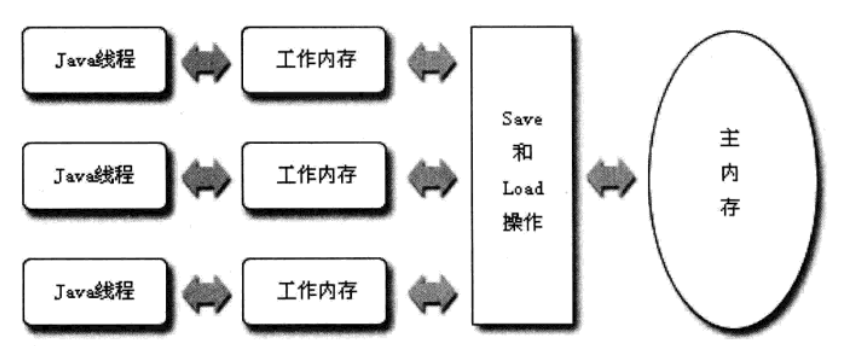 Java线程
工作内存
Java线程
工作内存
Java线程
工作内存
Save
和
Load
操作
主
内
存